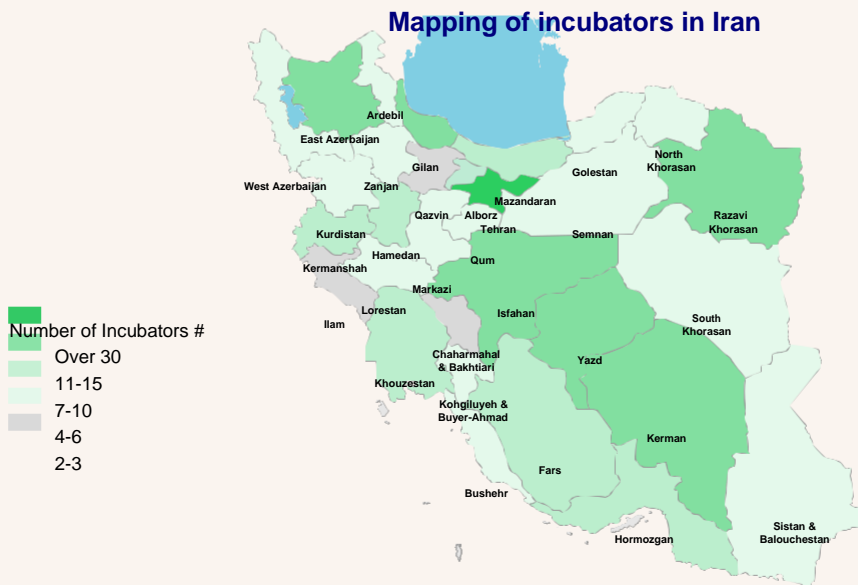 Mapping of incubators in Iran
Ardebil
East Azerbaijan
North
Khorasan
Gilan
Golestan
West Azerbaijan
Zanjan
Mazandaran
Qazvin
Alborz
Razavi
Khorasan
Tehran
Kurdistan
Semnan
Hamedan
Qum
Kermanshah
Markazi
Lorestan
Isfahan
South
Khorasan
Ilam
Number of Incubators #
Over 30
11-15
7-10
4-6
2-3
Chaharmahal
& Bakhtiari
Yazd
Khouzestan
Kohgiluyeh &
Buyer-Ahmad
Kerman
Fars
Bushehr
Sistan &
Balouchestan
Hormozgan